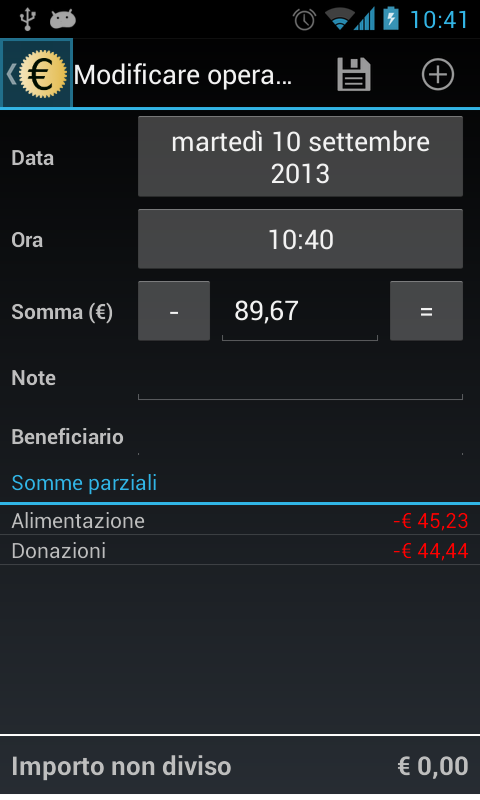 10:41
€ Modificare opera...
Data
martedì 10 settembre
2013
Ora
10:40
Somma (€)
-
89,67
=
Note
Beneficiario
Somme parziali
Alimentazione -€ 45,23
Donazioni -€ 44,44
Importo non diviso € 0,00